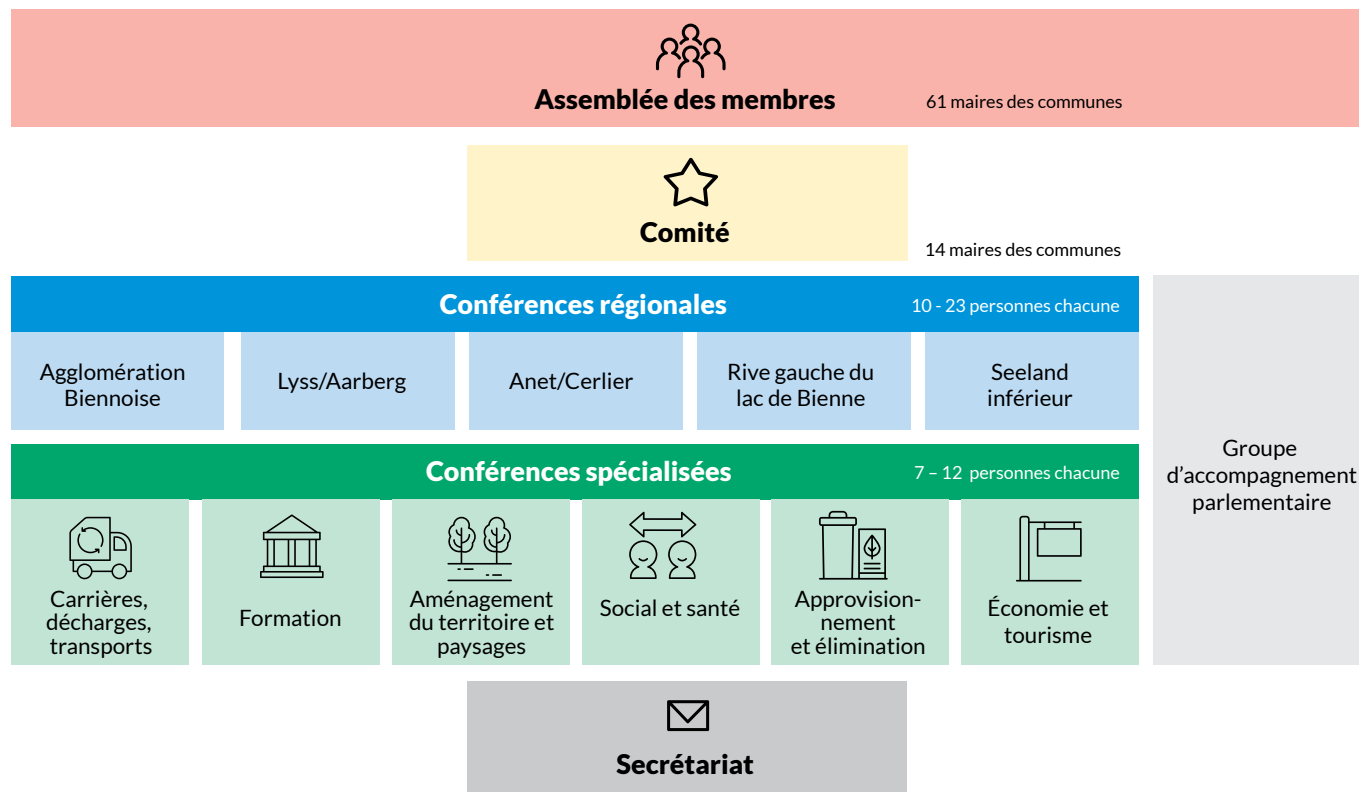 Assemblée des membres
61 maires des communes
Comité
14 maires des communes
Conférences régionales
10 - 23 personnes chacune
Agglomération
Biennoise
Lyss/Aarberg
Anet/Cerlier
Rive gauche du
lac de Bienne
Seeland
inférieur
Conférences spécialisées
7 – 12 personnes chacune
Carrières,
décharges,
transports
Formation
Aménagement
du territoire et
paysages
Social et santé
Approvision-
nement
et élimination
Économie et
tourisme
Groupe
d'accompagnement
parlementaire
Secrétariat